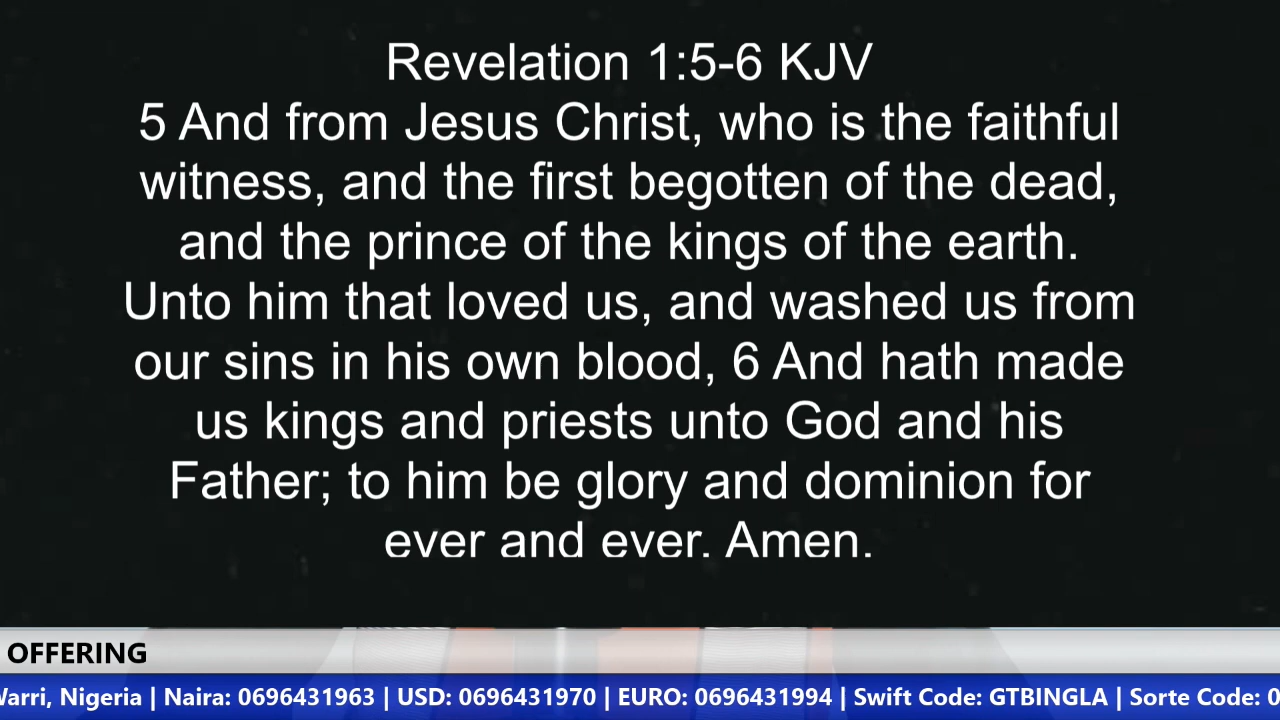 Revelation 1:5-6 KJV
5 And from Jesus Christ, who is the faithful
witness, and the first begotten of the dead,
and the prince of the kings of the earth.
Unto him that loved us, and washed us from
our sins in his own blood, 6 And hath made
us kings and priests unto God and his
Father; to him be glory and dominion for
ever and ever. Amen.
OFFERING
Warri, Nigeria | Naira: 0696431963 | USD: 0696431970 | EURO: 0696431994 | Swift Code: GTBINGLA | Sorte Code: 0